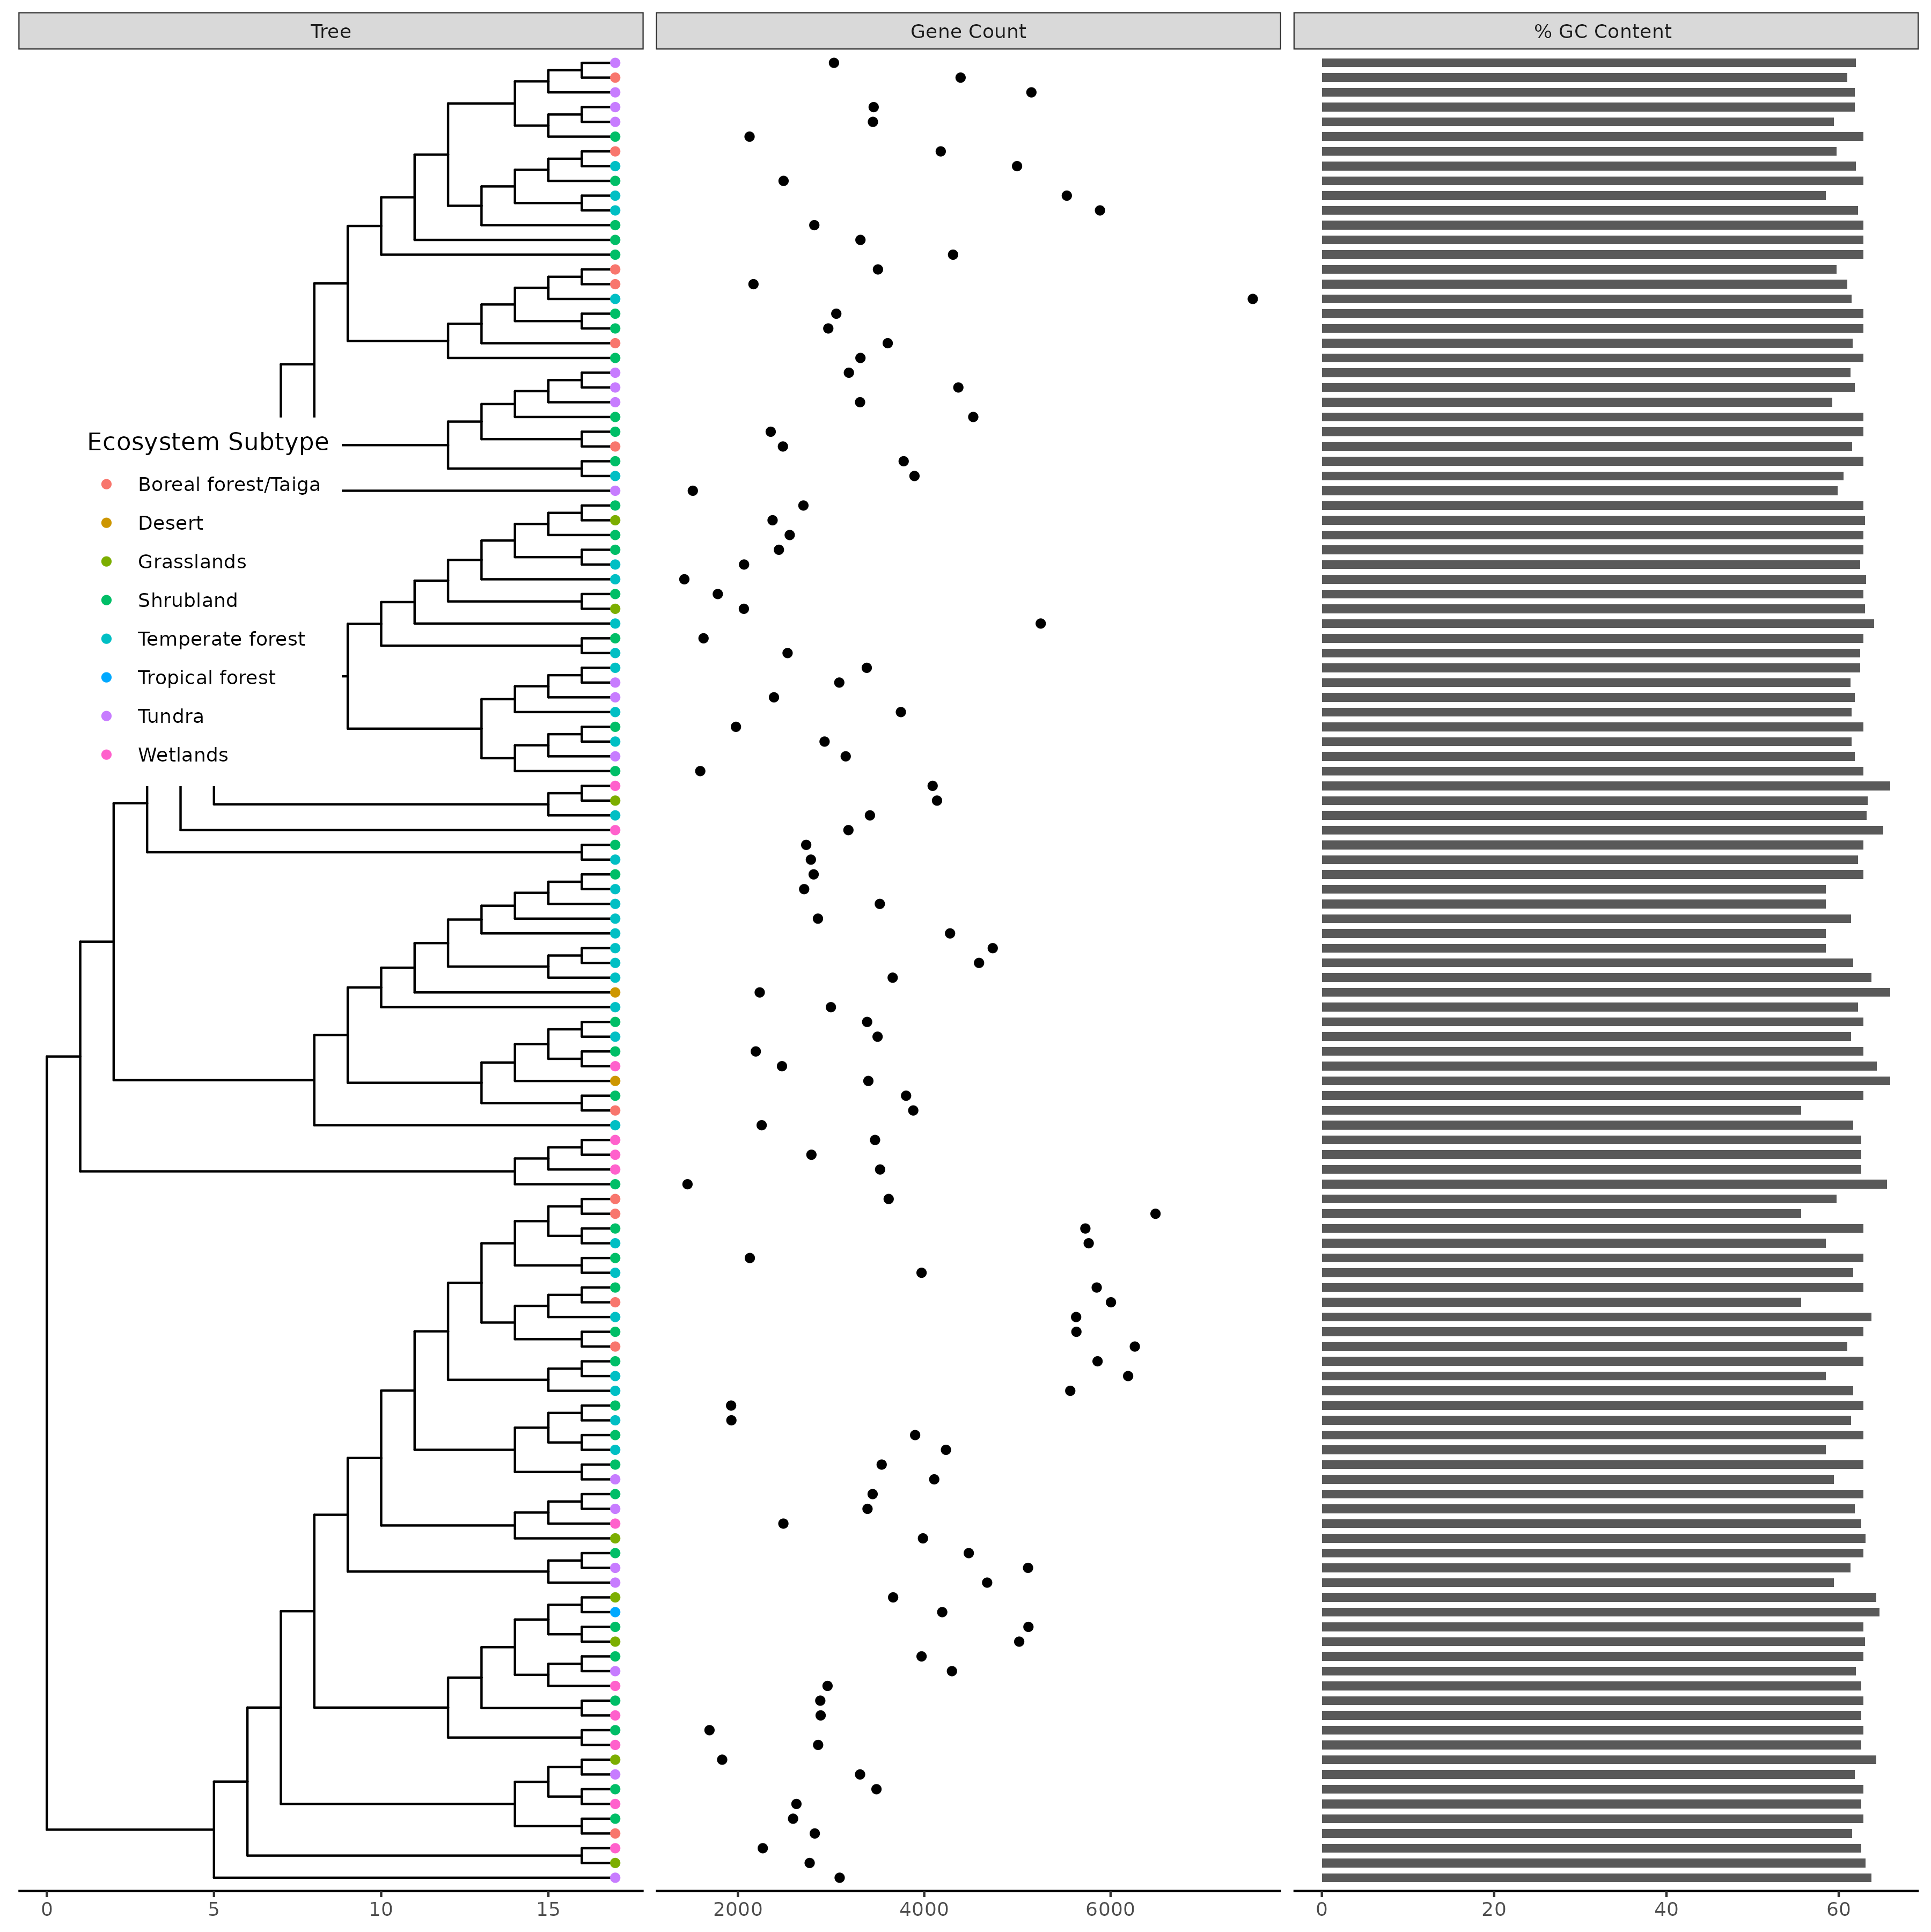 Tree
Gene Count
% GC Content
Ecosystem Subtype
Boreal forest/Taiga
Desert
Grasslands
Shrubland
Temperate forest
Tropical forest
Tundra
Wetlands
0 5 10 15
2000 4000 6000
0 20 40 60